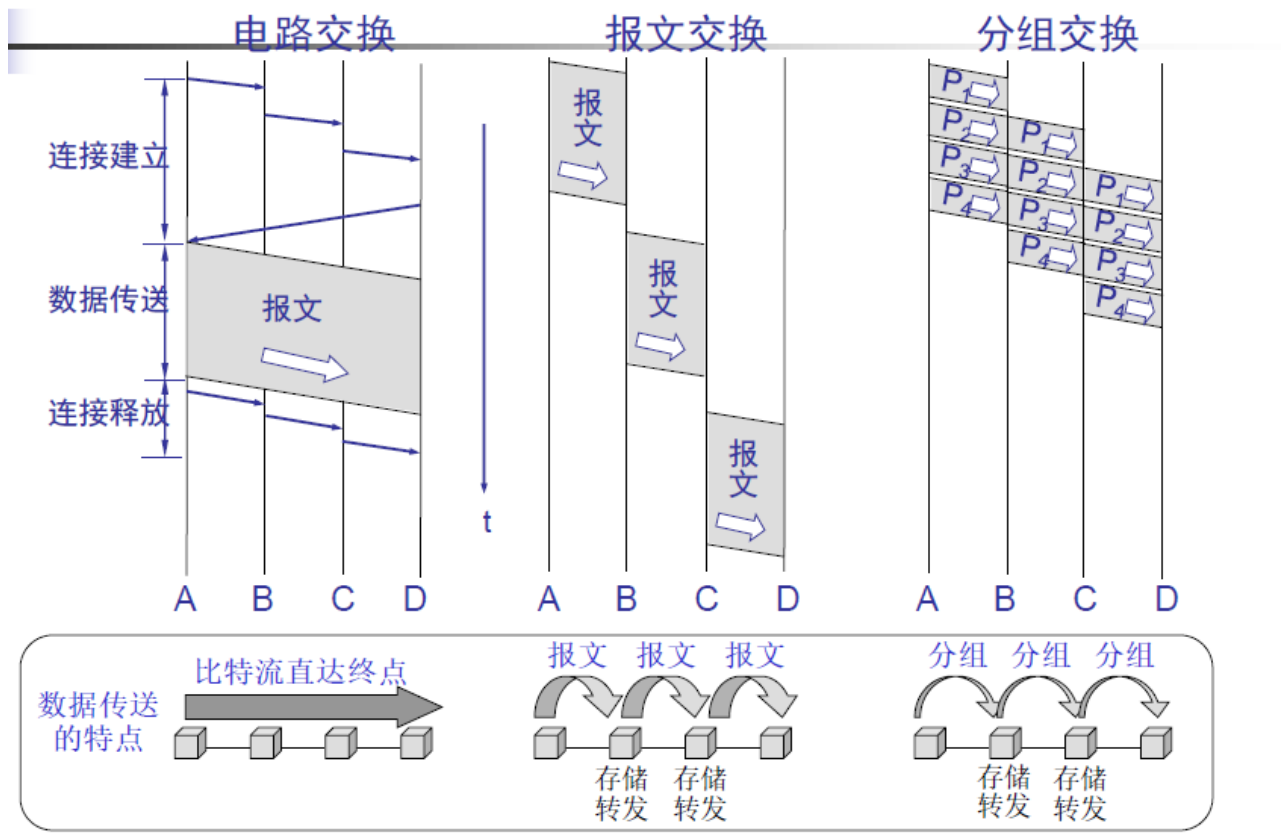 电路交换
报文交换
分组交换
连接建立
数据传送
连接释放
报文
t
A
B
C
D
报
文
报
文
报
文
A
B
C
D
P1
P2
P3
P4
P1
P2
P3
P4
P1
P2
P3
P4
A
B
C
D
数据传送
的特点
比特流直达终点
报文
报文
报文
存储
转发
存储
转发
分组
分组
分组
存储
转发
存储
转发